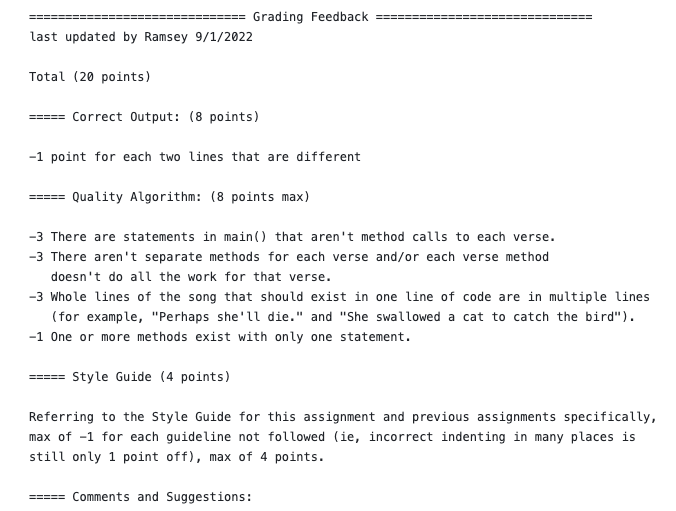 ============================== Grading Feedback ==============================
last updated by Ramsey 9/1/2022
Total (20 points)
===== Correct Output: (8 points)
-1 point for each two lines that are different
===== Quality Algorithm: (8 points max)
-3 There are statements in main() that aren't method calls to each verse.
-3 There aren't separate methods for each verse and/or each verse method
doesn't do all the work for that verse.
-3 Whole lines of the song that should exist in one line of code are in multiple lines
(for example, "Perhaps she'll die." and "She swallowed a cat to catch the bird").
-1 One or more methods exist with only one statement.
===== Style Guide (4 points)
Referring to the Style Guide for this assignment and previous assignments specifically,
max of -1 for each guideline not followed (ie, incorrect indenting in many places is
still only 1 point off), max of 4 points.
===== Comments and Suggestions: